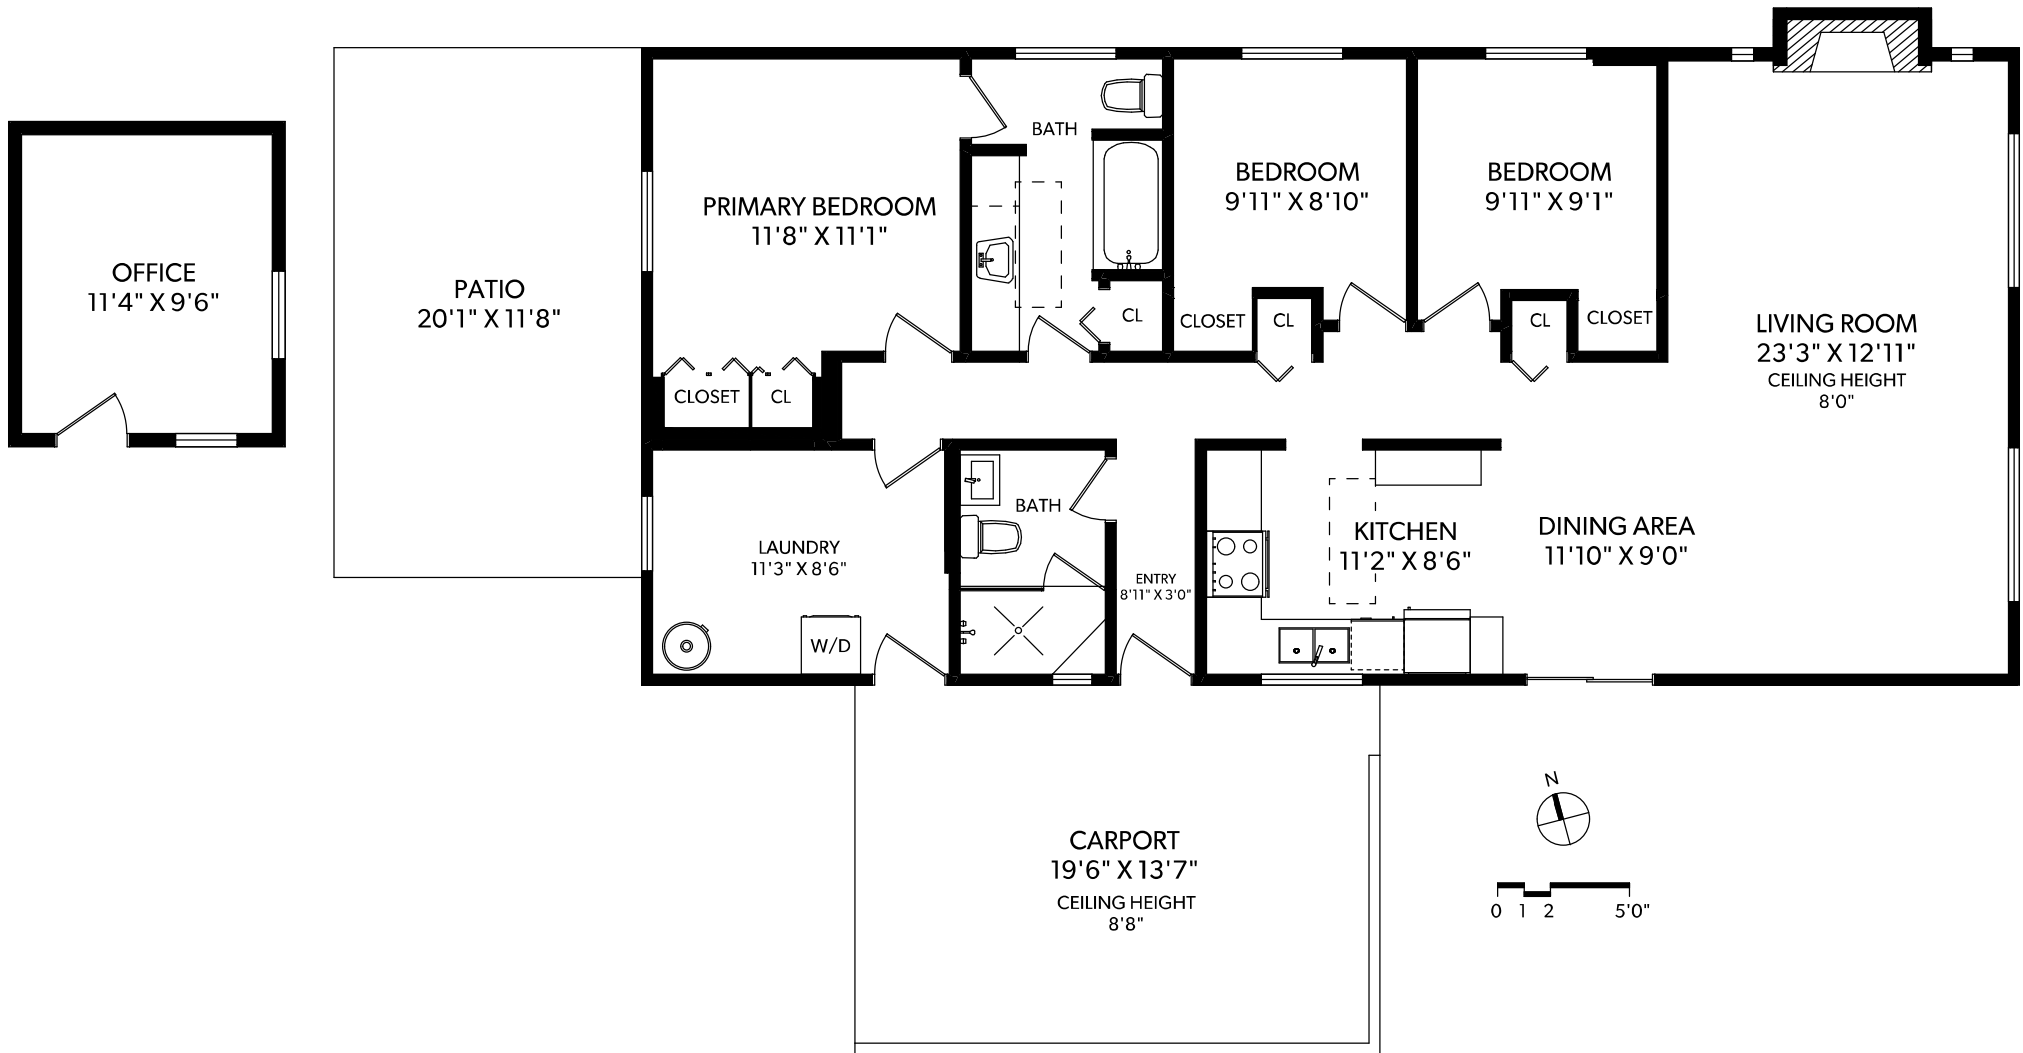 OFFICE
11'4" X 9'6"
PATIO
20'1" X 11'8"
PRIMARY BEDROOM
11'8" X 11'1"
CLOSET
CL
BATH
CL
BEDROOM
9'11" X 8'10"
CLOSET
CL
BEDROOM
9'11" X 9'1"
CL
CLOSET
LIVING ROOM
23'3" X 12'11"
CEILING HEIGHT
8'0"
LAUNDRY
11'3" X 8'6"
W/D
BATH
ENTRY
8'11" X 3'0"
KITCHEN
11'2" X 8'6"
DINING AREA
11'10" X 9'0"
CARPORT
19'6" X 13'7"
CEILING HEIGHT
8'8"
N
0 1 2 5'0"